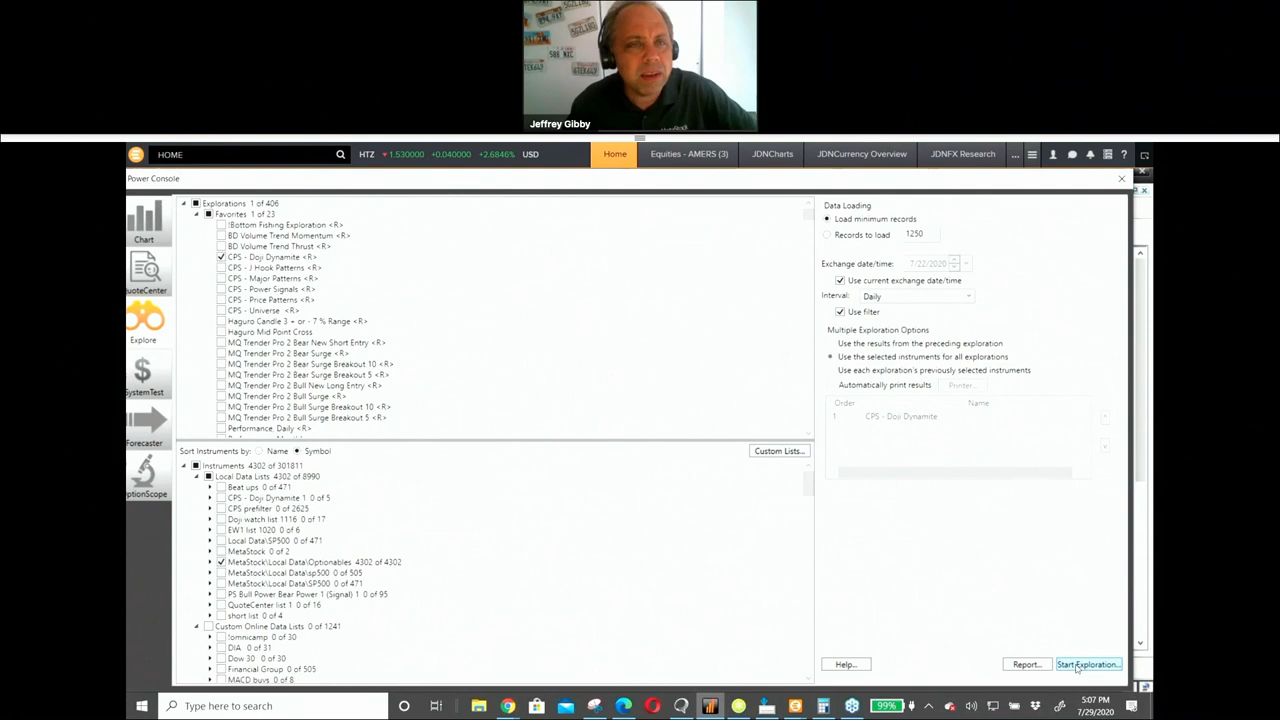 588 NXC
Jeffrey Gibby
HOME
HTZ
1.530000
+0.040000
+2.6846%
USD
Home
Equities - AMERS (3)
JDNCharts
JDNCurrency Overview
JDNFX Research
...
?
Power Console
Chart
QuoteCenter
Explore
SystemTest
Forecaster
OptionScope
Explorations 1 of 406
Favorites 1 of 23
!Bottom Fishing Exploration <R>
BD Volume Trend Momentum <R>
BD Volume Trend Thrust <R>
CPS - Doji Dynamite <R>
CPS - J Hook Patterns <R>
CPS - Major Patterns <R>
CPS - Power Signals <R>
CPS - Price Patterns <R>
CPS - Universe <R>
Haguro Candle 3 + or - 7 % Range <R>
Haguro Mid Point Cross
MQ Trender Pro 2 Bear New Short Entry <R>
MQ Trender Pro 2 Bear Surge <R>
MQ Trender Pro 2 Bear Surge Breakout 10 <R>
MQ Trender Pro 2 Bear Surge Breakout 5 <R>
MQ Trender Pro 2 Bull New Long Entry <R>
MQ Trender Pro 2 Bull Surge <R>
MQ Trender Pro 2 Bull Surge Breakout 10 <R>
MQ Trender Pro 2 Bull Surge Breakout 5 <R>
Performance, Daily <R>
Sort Instruments by:
Name
Symbol
Custom Lists...
Instruments 4302 of 301811
Local Data Lists 4302 of 8990
Beat ups 0 of 471
CPS - Doji Dynamite 1 0 of 5
CPS prefilter 0 of 2625
Doji watch list 1116 0 of 17
EW1 list 1020 0 of 6
Local Data\SP500 0 of 471
MetaStock 0 of 2
MetaStock\Local Data\Optionables 4302 of 4302
MetaStock\Local Data\sp500 0 of 505
MetaStock\Local Data\SP500 0 of 471
PS Bull Power Bear Power 1 (Signal) 1 0 of 95
QuoteCenter list 1 0 of 16
short list 0 of 4
Custom Online Data Lists 0 of 1241
!omnicamp 0 of 30
DIA 0 of 31
Dow 30 0 of 30
Financial Group 0 of 505
MACD buys 0 of 8
Data Loading
Load minimum records
Records to load
1250
Exchange date/time:
7/22/2020
Use current exchange date/time
Interval:
Daily
Use filter
Multiple Exploration Options
Use the results from the preceding exploration
Use the selected instruments for all explorations
Use each exploration's previously selected instruments
Automatically print results
Printer...
Order
Name
1
CPS - Doji Dynamite
Help...
Report...
Start Exploration...
Type here to search
99%
5:07 PM
7/29/2020